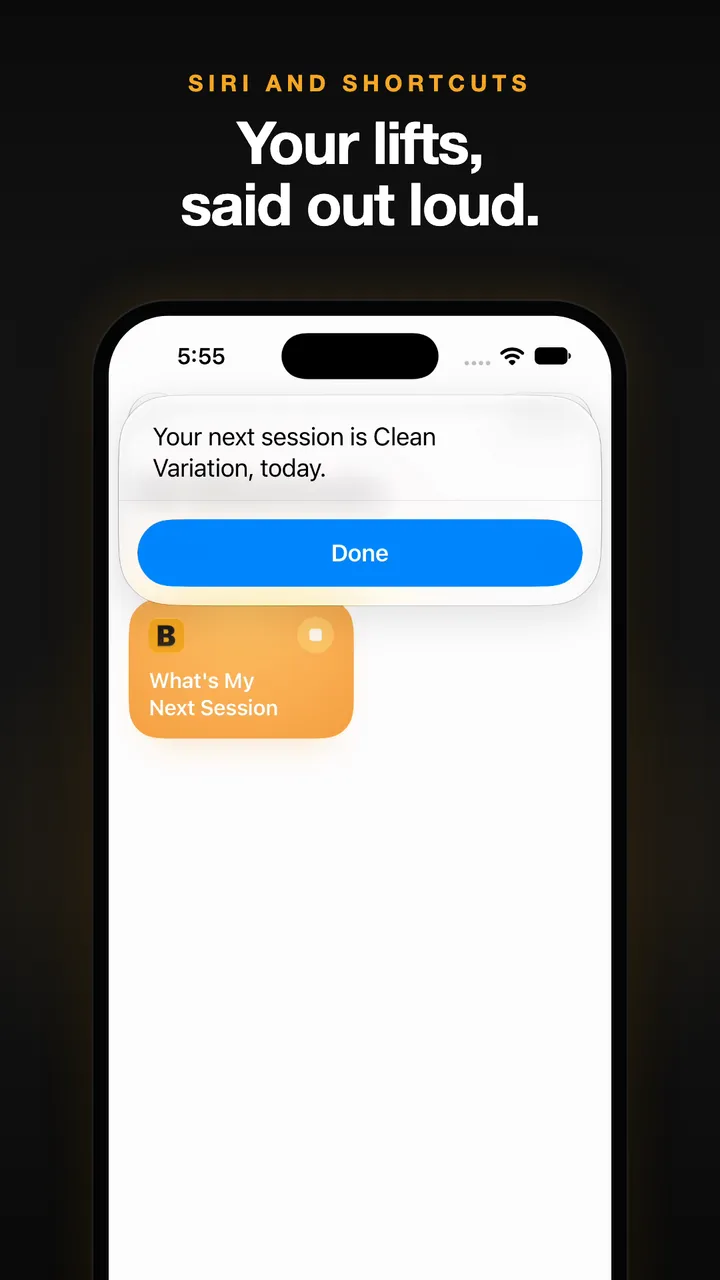 SIRI AND SHORTCUTS
Your lifts,
said out loud.
5:55
Your next session is Clean
Variation, today.
Done
B
What's My
Next Session